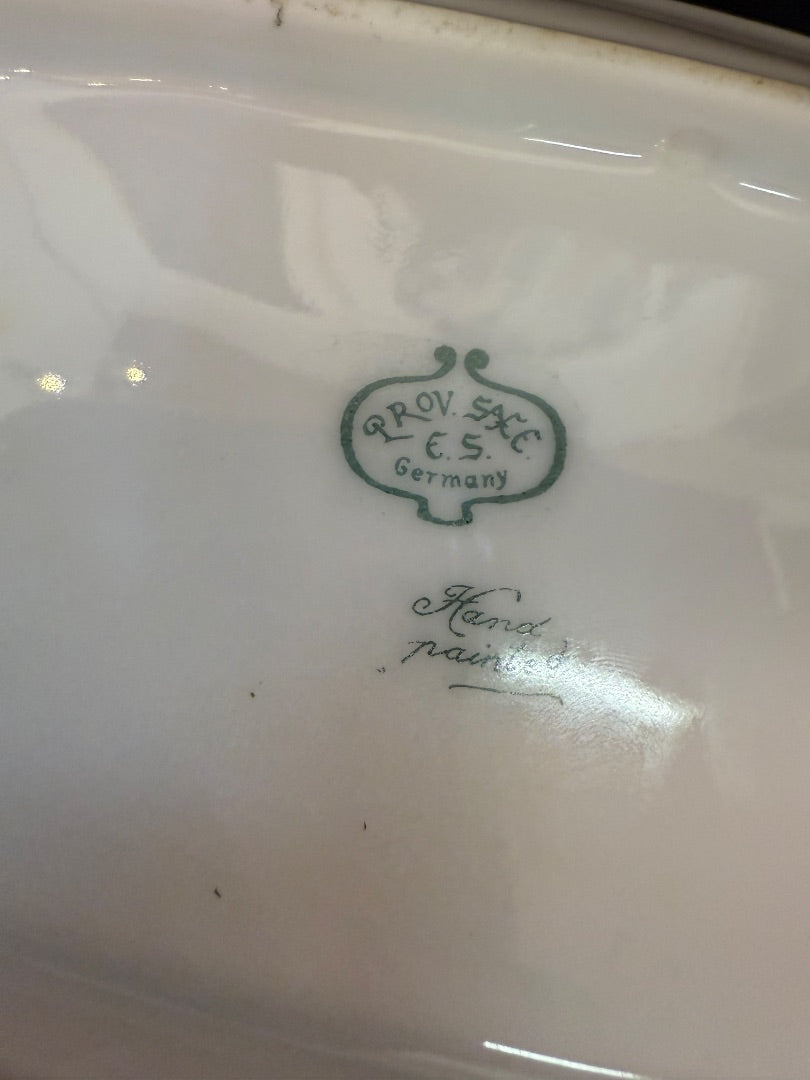 PROV. SAXE.
E. S.
Germany
Hand
painted